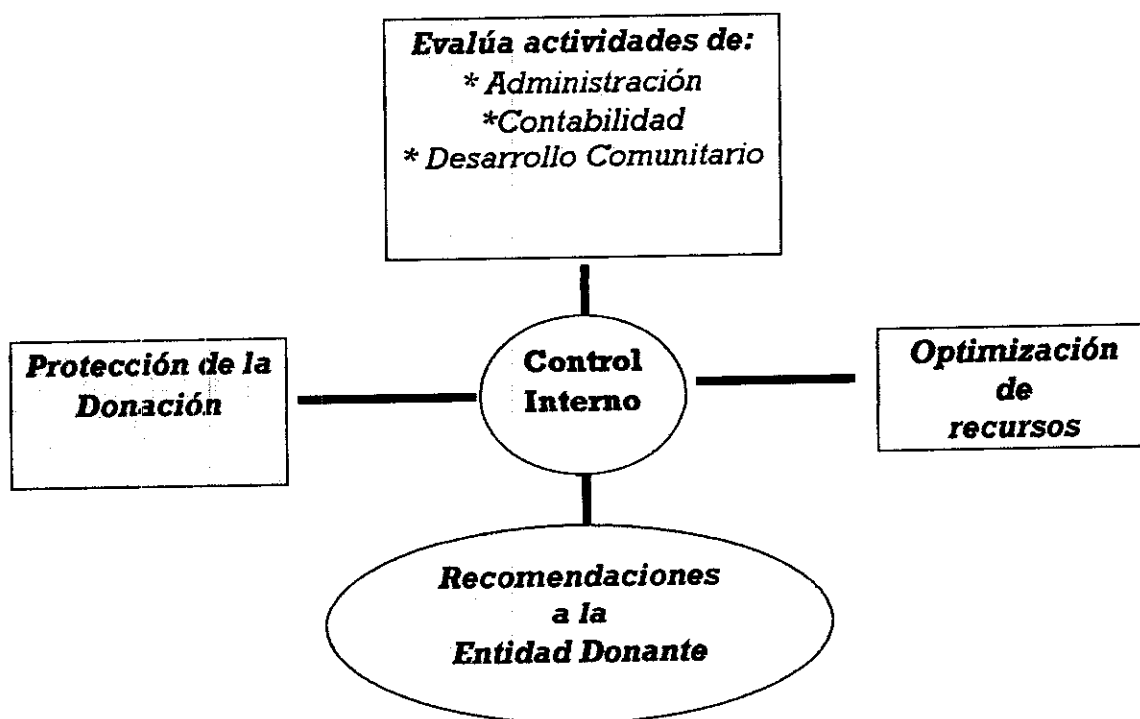 Evalúa actividades de:
* Administración
*Contabilidad
* Desarrollo Comunitario
Protección de la
Donación
Control
Interno
Optimización
de
recursos
Recomendaciones
a la
Entidad Donante